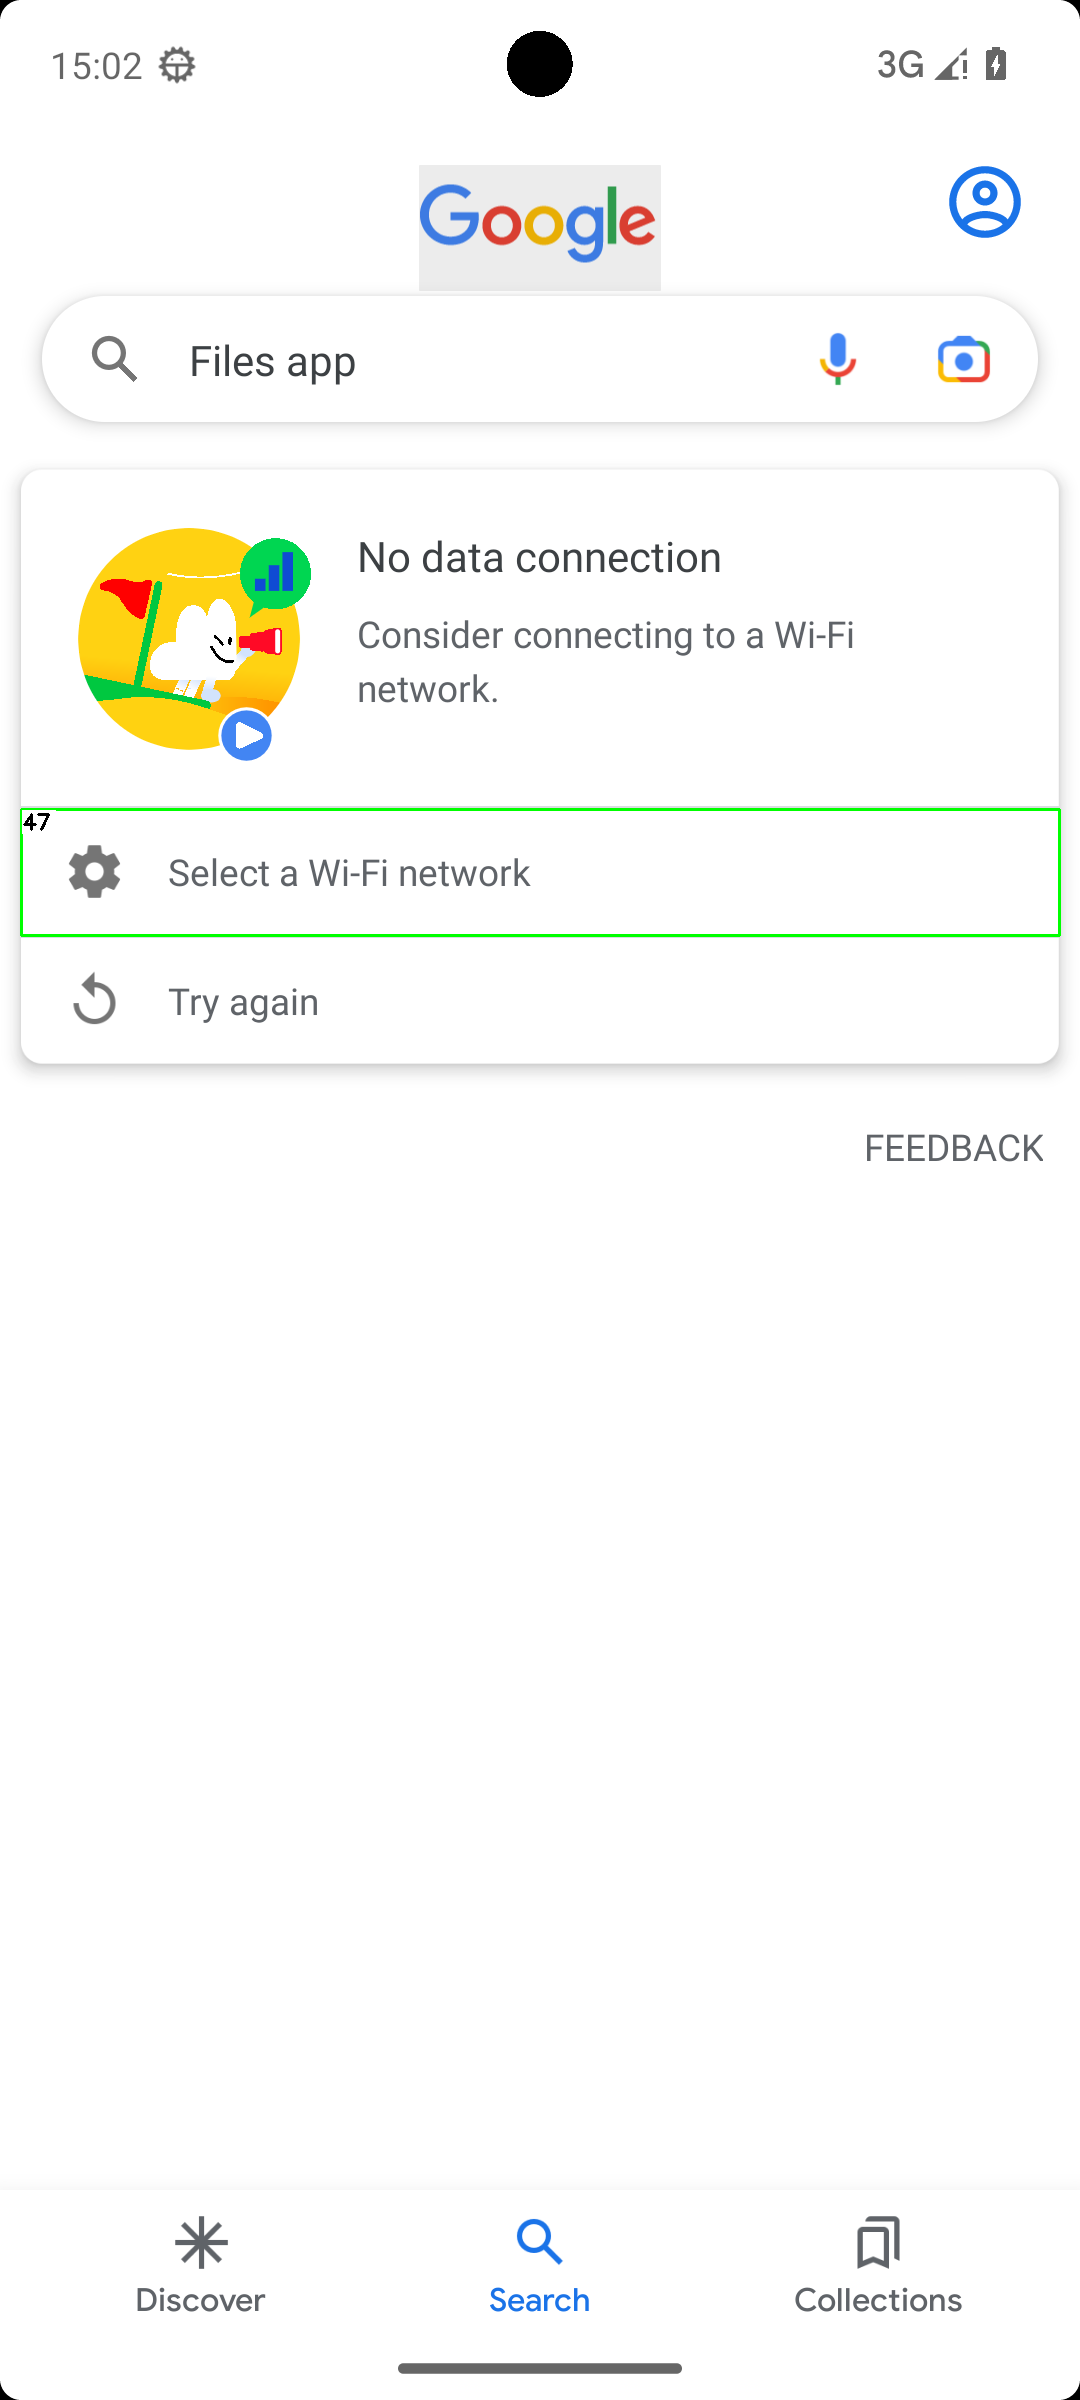 15:02
3G
Google
Files app
No data connection
Consider connecting to a Wi-Fi
network.
47
Select a Wi-Fi network
Try again
FEEDBACK
Discover
Search
Collections